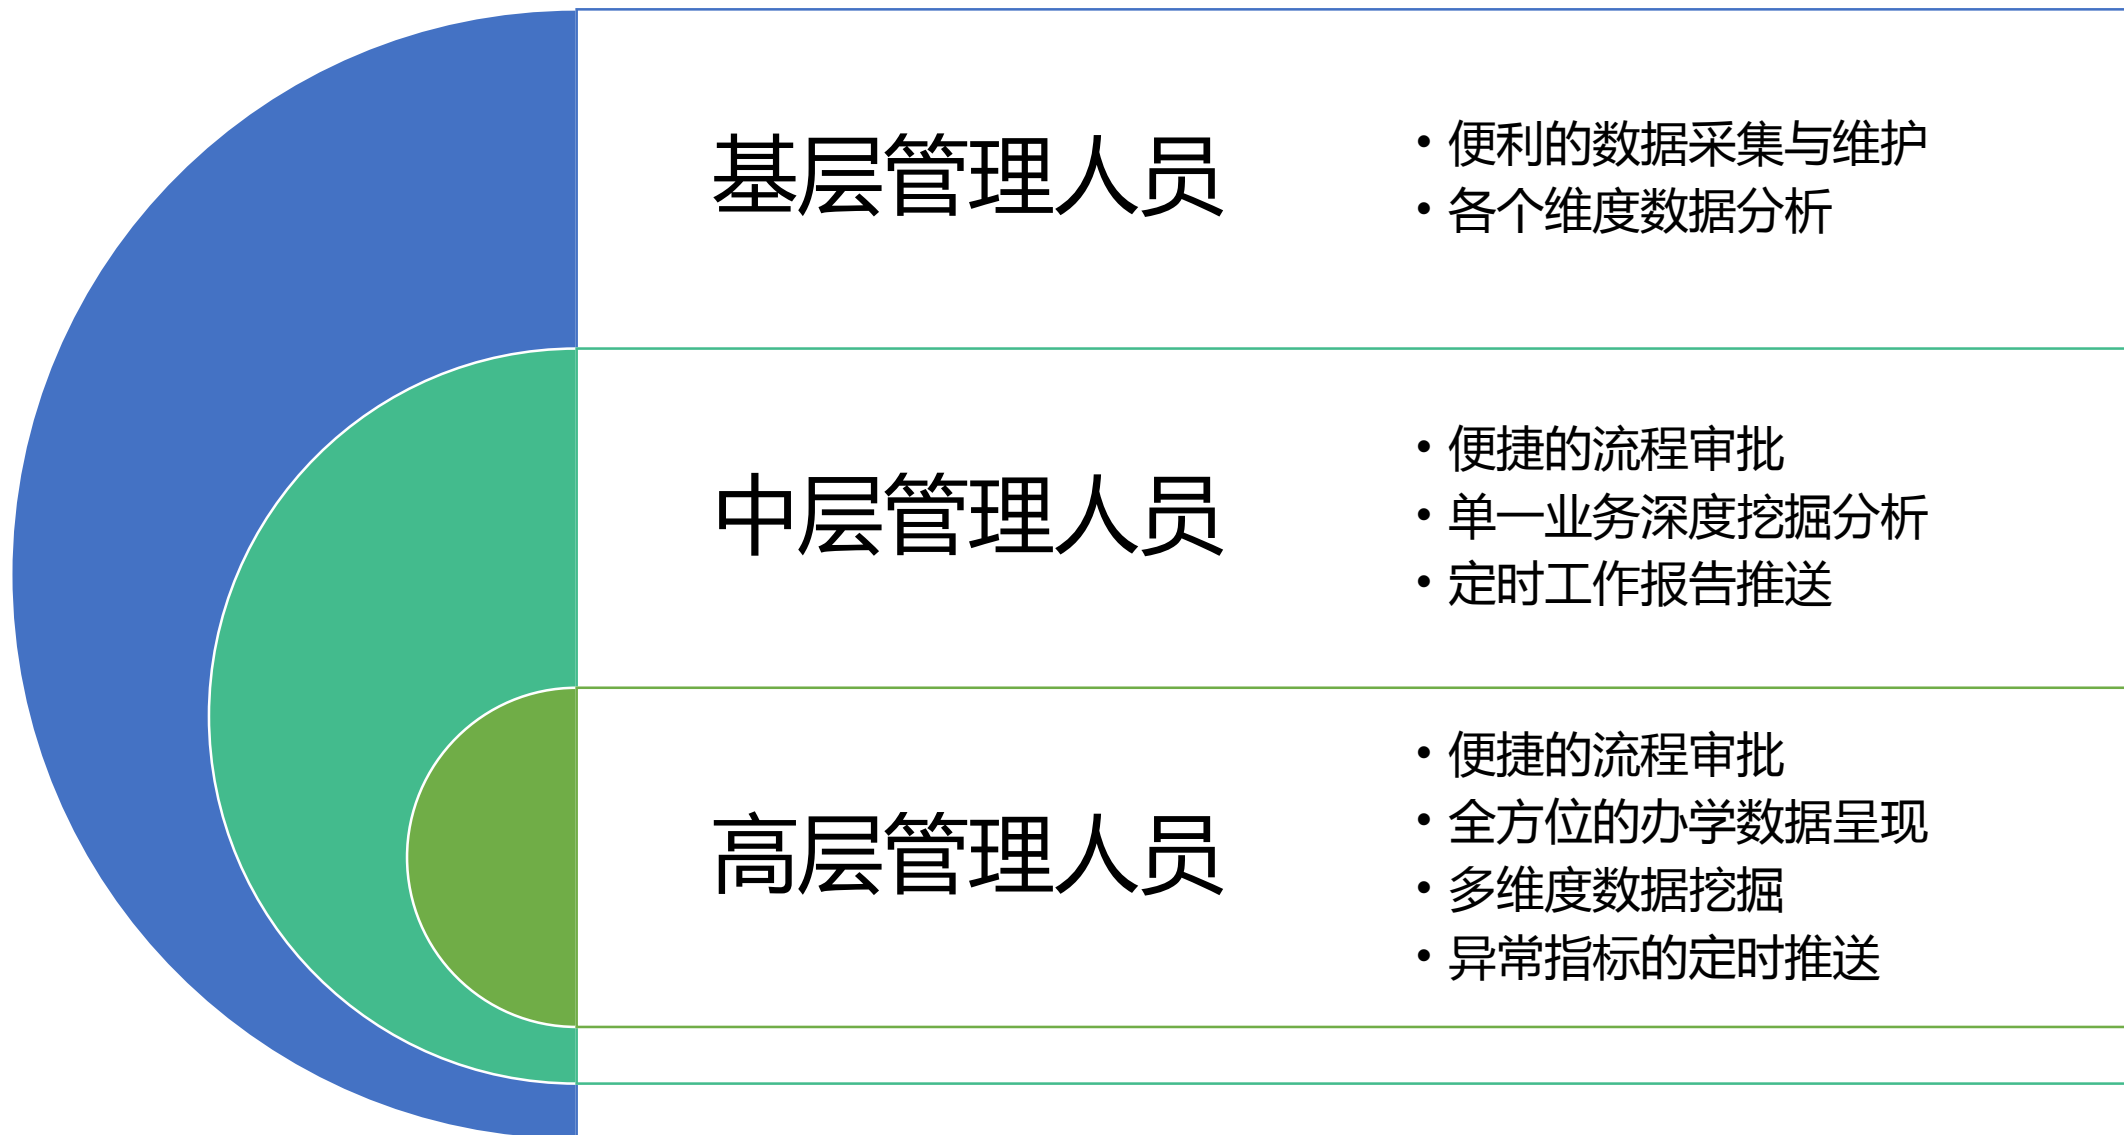 基层管理人员
• 便利的数据采集与维护
• 各个维度数据分析
中层管理人员
• 便捷的流程审批
• 单一业务深度挖掘分析
• 定时工作报告推送
高层管理人员
• 便捷的流程审批
• 全方位的办学数据呈现
• 多维度数据挖掘
• 异常指标的定时推送